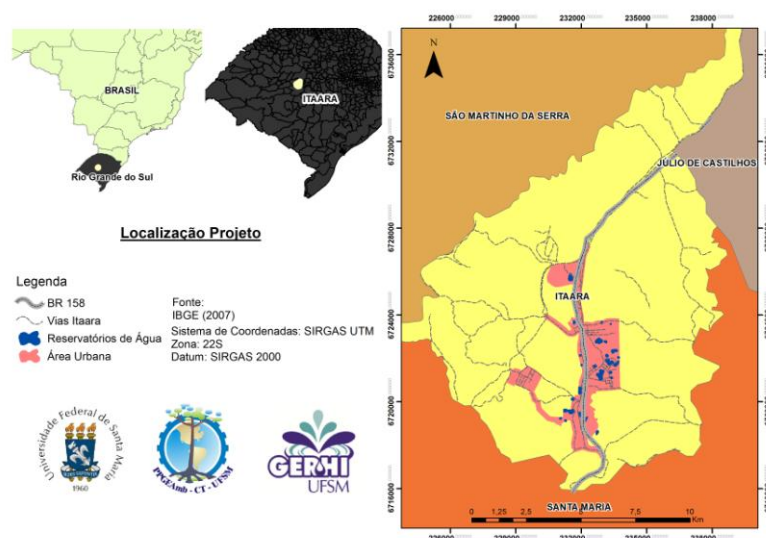 BRASIL
Rio Grande do Sul
ITAARA
Localização Projeto
Legenda
BR 158
Vias Itaara
Reservatórios de Água
Área Urbana
Fonte:
IBGE (2007)
Sistema de Coordenadas: SIRGAS UTM
Zona: 22S
Datum: SIRGAS 2000
Universidade Federal de Santa Maria
1960
PPGEAmb - CT - UFSM
GERHI
UFSM
226000 229000 232000 235000 238000
N
6736000
6732000
6728000
6724000
6720000
6716000
SÃO MARTINHO DA SERRA
JÚLIO DE CASTILHOS
ITAARA
SANTA MARIA
0 1,25 2,5 5 7,5 10
Km